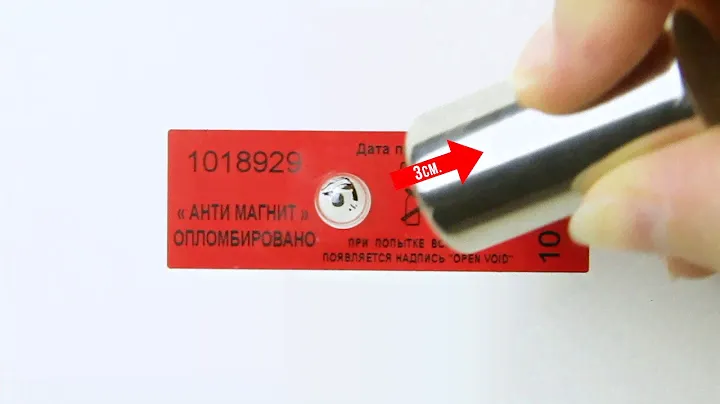 1018929
« АНТИ МАГНИТ »
ОПЛОМБИРОВАНО
Дата
3см.
ПРИ ПОПЫТКЕ
ПОЯВЛЯЕТСЯ НАДПИСЬ "OPEN VOID"
10